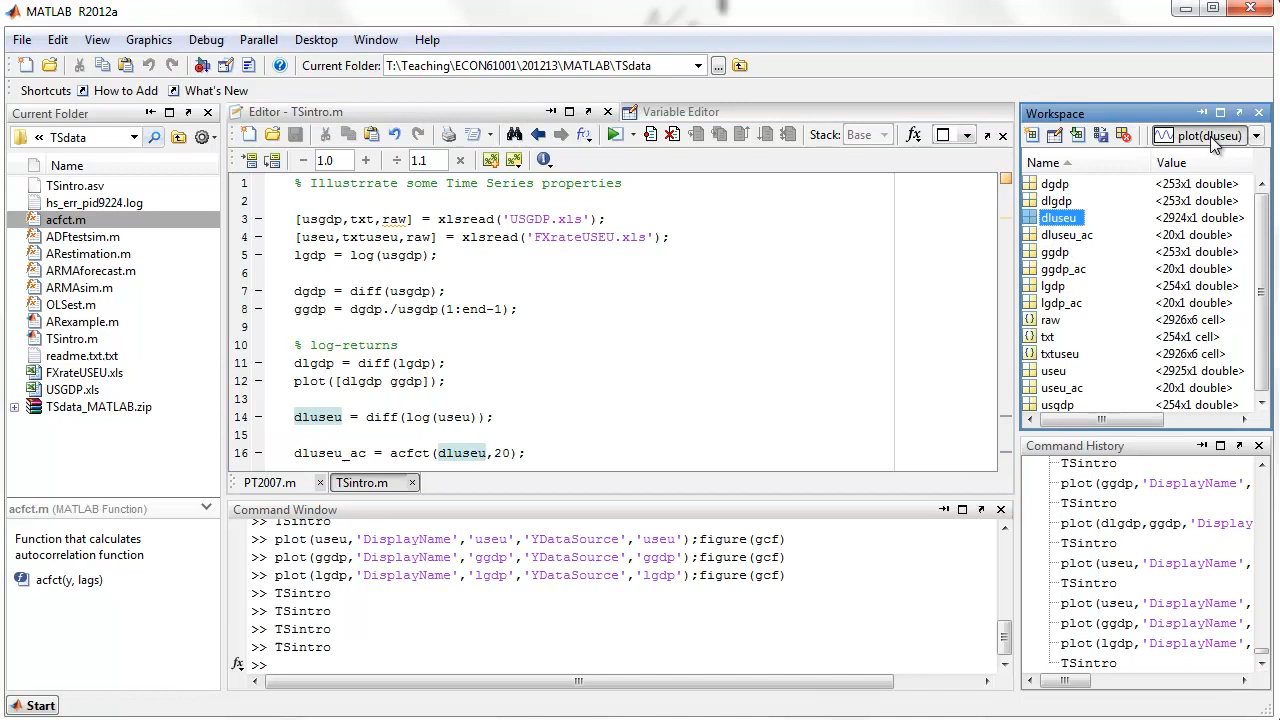 MATLAB R2012a
File Edit View Graphics Debug Parallel Desktop Window Help
Current Folder: T:\Teaching\ECON61001\201213\MATLAB\TSdata
Shortcuts How to Add What's New
Current Folder
« TSdata
Name
TSintro.asv
hs_err_pid9224.log
acfct.m
ADFtestsim.m
ARestimation.m
ARMAforecast.m
ARMAsim.m
OLSest.m
ARexample.m
TSintro.m
readme.txt.txt
FXrateUSEU.xls
USGDP.xls
TSdata_MATLAB.zip
acfct.m (MATLAB Function)
Function that calculates
autocorrelation function
acfct(y, lags)
Editor - TSintro.m
Variable Editor
Stack: Base
1.0
1.1
1 % Illustrrate some Time Series properties
2
3 [usgdp,txt,raw] = xlsread('USGDP.xls');
4 [useu,txtuseu,raw] = xlsread('FXrateUSEU.xls');
5 lgdp = log(usgdp);
6
7 dgdp = diff(usgdp);
8 ggdp = dgdp./usgdp(1:end-1);
9
10 % log-returns
11 dlgdp = diff(lgdp);
12 plot([dlgdp ggdp]);
13
14 dluseu = diff(log(useu));
15
16 dluseu_ac = acfct(dluseu,20);
PT2007.m
TSintro.m
Command Window
>> TSintro
>> plot(useu,'DisplayName','useu','YDataSource','useu');figure(gcf)
>> plot(ggdp,'DisplayName','ggdp','YDataSource','ggdp');figure(gcf)
>> plot(lgdp,'DisplayName','lgdp','YDataSource','lgdp');figure(gcf)
>> TSintro
>> TSintro
>> TSintro
>> TSintro
>>
Workspace
plot(dluseu)
Name Value
dgdp <253x1 double>
dlgdp <253x1 double>
dluseu <2924x1 double>
dluseu_ac <20x1 double>
ggdp <253x1 double>
ggdp_ac <20x1 double>
lgdp <254x1 double>
lgdp_ac <20x1 double>
raw <2926x6 cell>
txt <254x1 cell>
txtuseu <2926x6 cell>
useu <2925x1 double>
useu_ac <20x1 double>
usgdp <254x1 double>
Command History
TSintro
plot(ggdp,'DisplayName',
TSintro
plot(dlgdp,ggdp,'Display
TSintro
plot(useu,'DisplayName',
TSintro
plot(useu,'DisplayName',
plot(ggdp,'DisplayName',
plot(lgdp,'DisplayName',
TSintro
Start